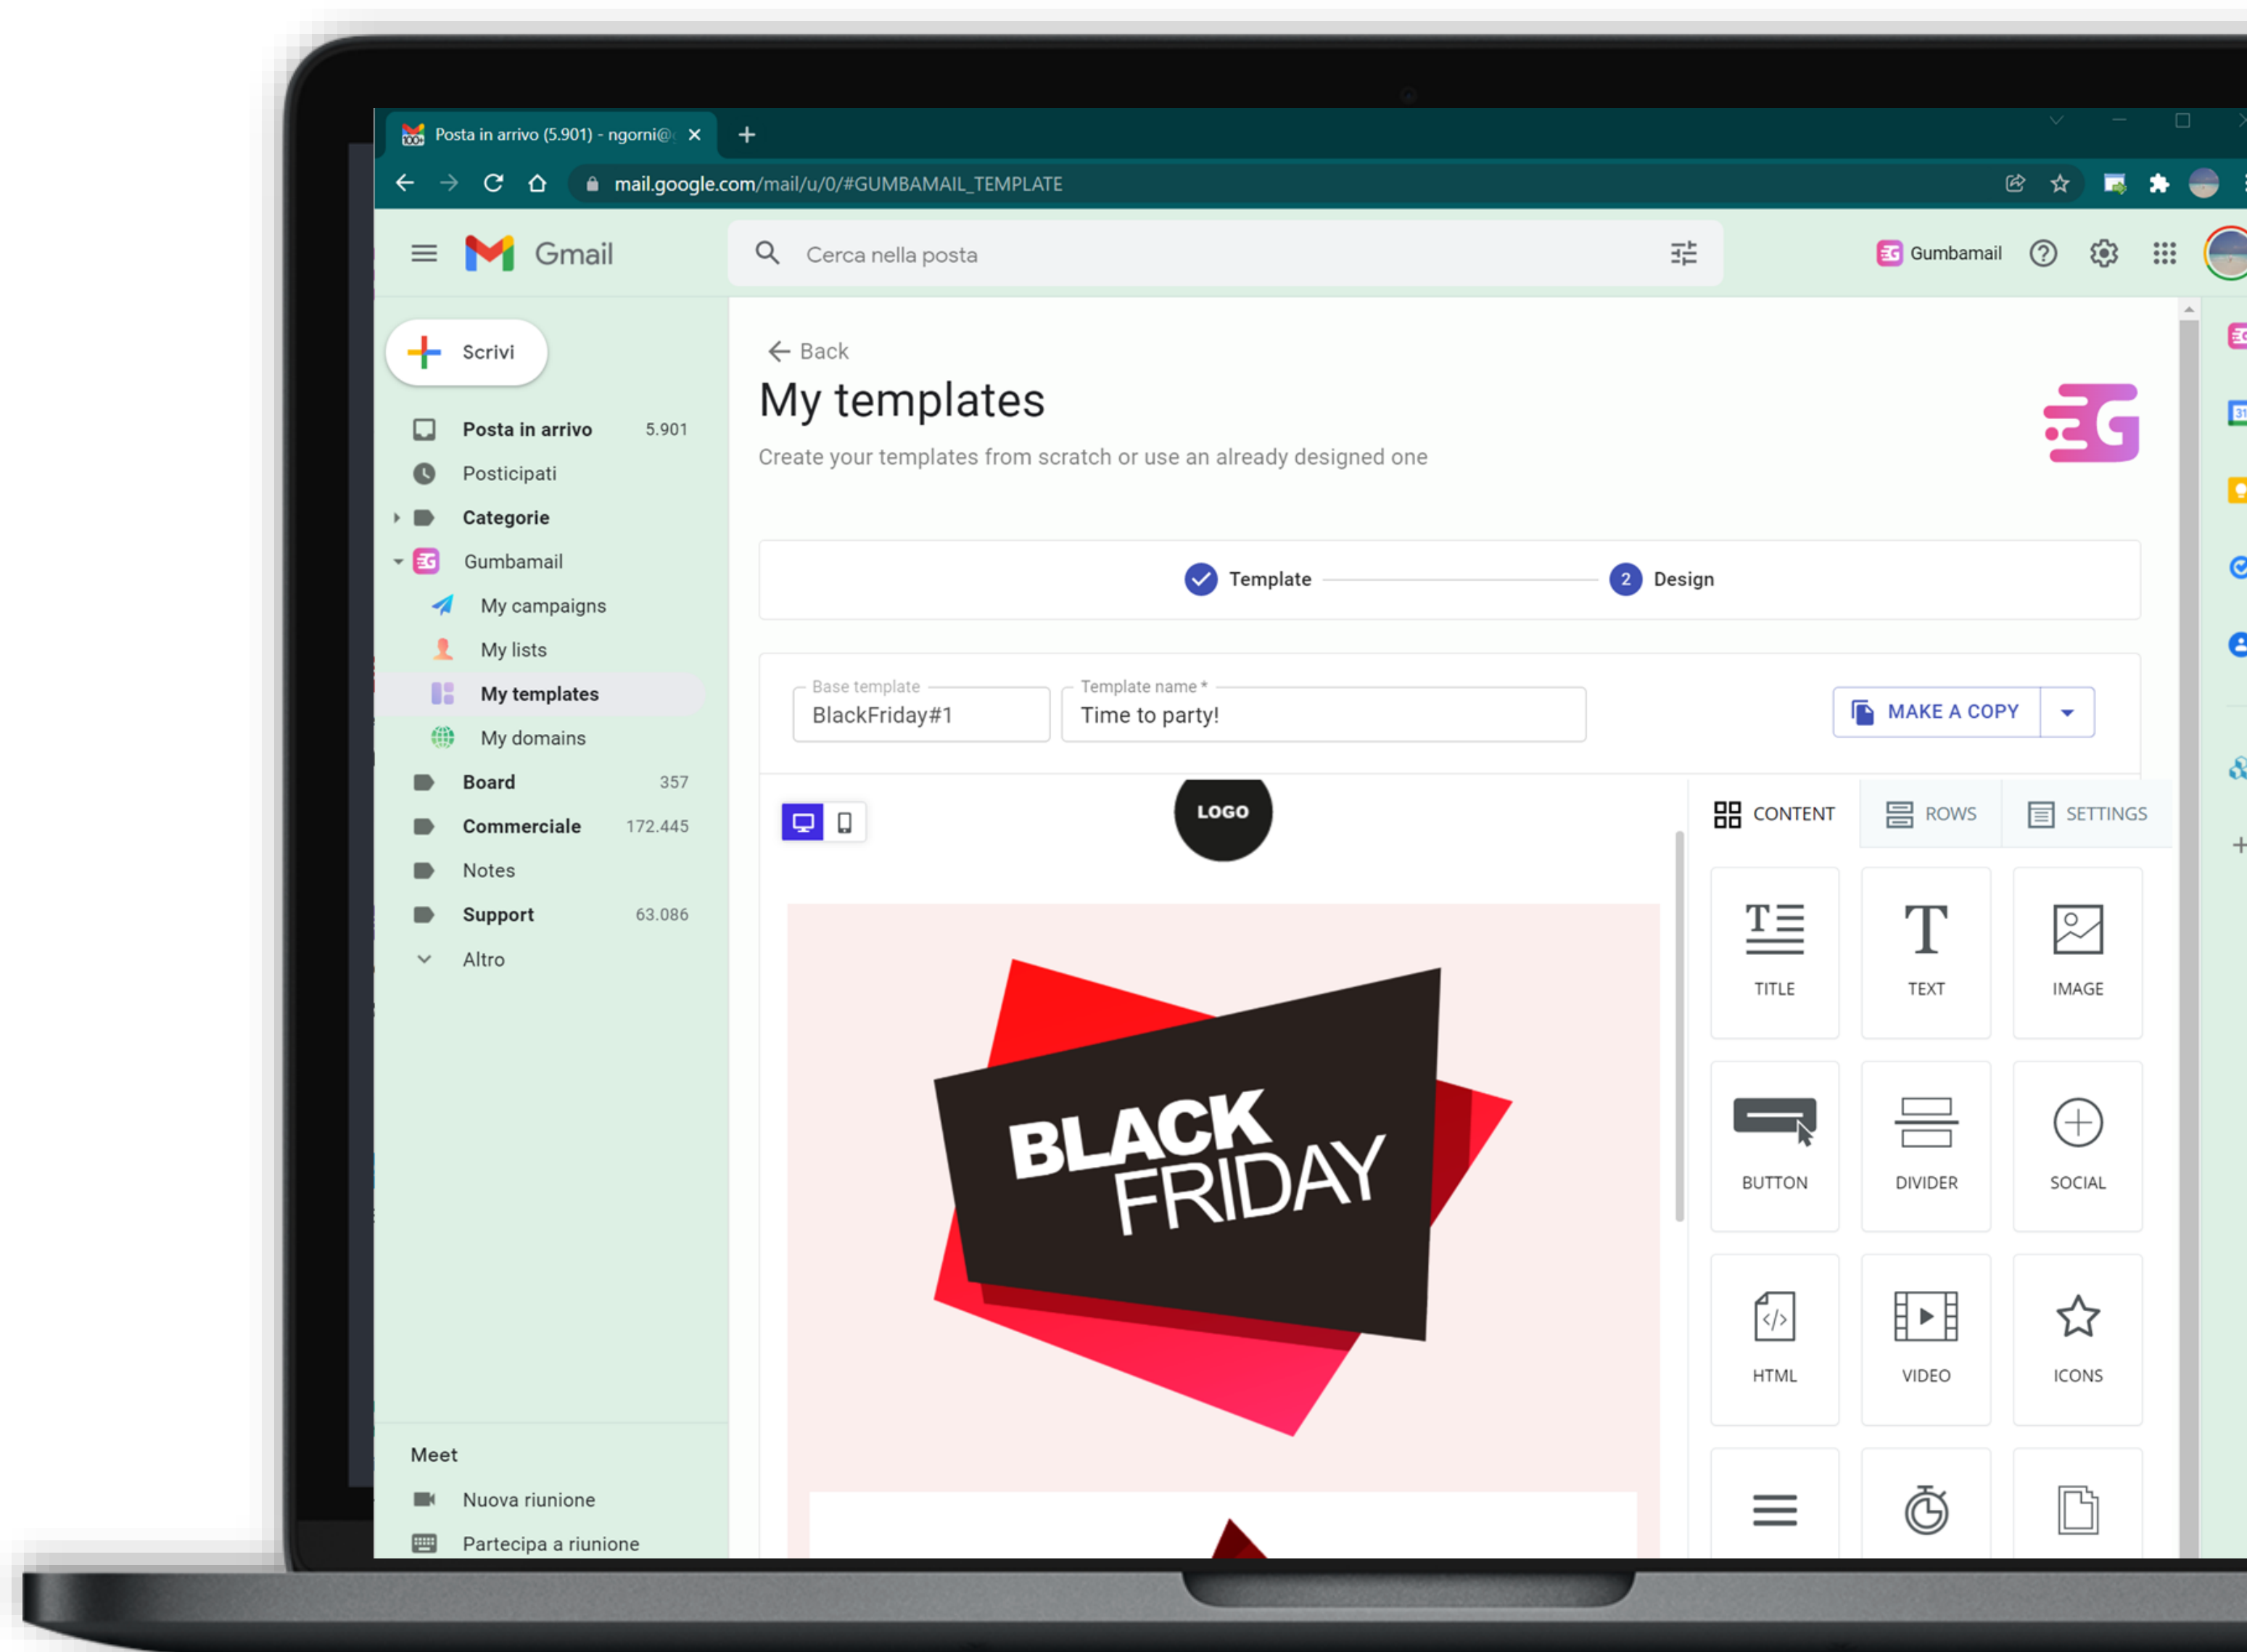 Posta in arrivo (5.901) - ngorni@
mail.google.com/mail/u/0/#GUMBAMAIL_TEMPLATE
Gmail
Cerca nella posta
Gumbamail
Scrivi
Posta in arrivo 5.901
Posticipati
Categorie
Gumbamail
My campaigns
My lists
My templates
My domains
Board 357
Commerciale 172.445
Notes
Support 63.086
Altro
Meet
Nuova riunione
Partecipa a riunione
Back
My templates
Create your templates from scratch or use an already designed one
Template
2 Design
Base template
BlackFriday#1
Template name *
Time to party!
MAKE A COPY
LOGO
BLACK
FRIDAY
CONTENT ROWS SETTINGS
TITLE TEXT IMAGE
BUTTON DIVIDER SOCIAL
HTML VIDEO ICONS